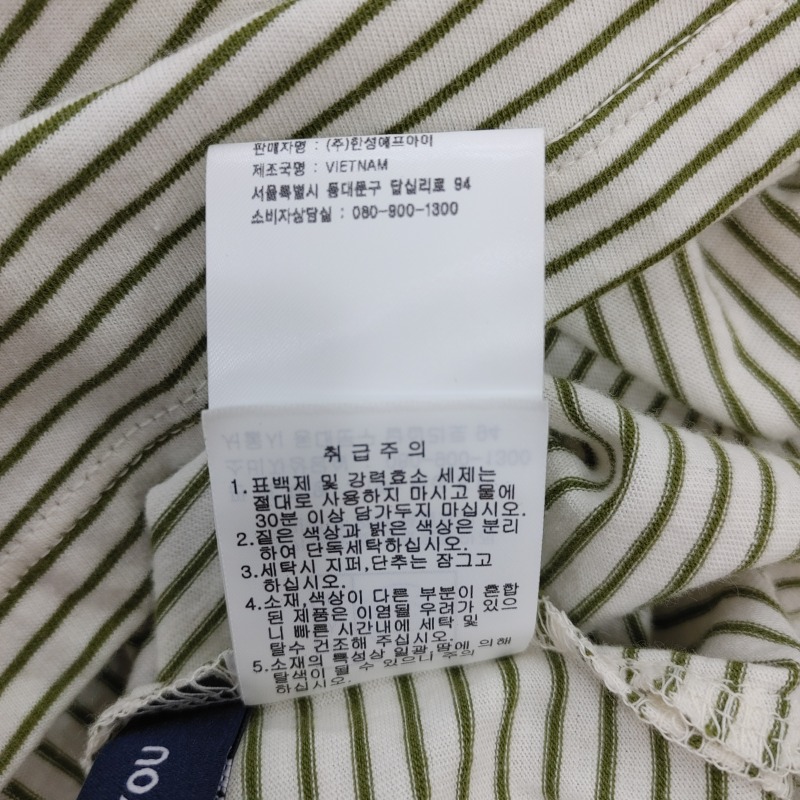 판매자명 : (주)한성에프아이
제조국명 : VIETNAM
서울특별시 동대문구 답십리로 94
소비자상담실 : 080-900-1300
취급주의
1.표백제 및 강력효소 세제는
절대로 사용하지 마시고 물에
30분 이상 담가두지 마십시오.
2.짙은 색상과 밝은 색상은 분리
하여 단독세탁하십시오.
3.세탁시 지퍼,단추는 잠그고
하십시오.
4.소재,색상이 다른 부분이 혼합
된 제품은 이염될 우려가 있으
니 빠른 시간내에 세탁 및
탈수 건조해 주십시오.
5.소재의 특성상 일광,땀에 의해
탈색이 될 수 있으니 주의
하십시오.
YOU